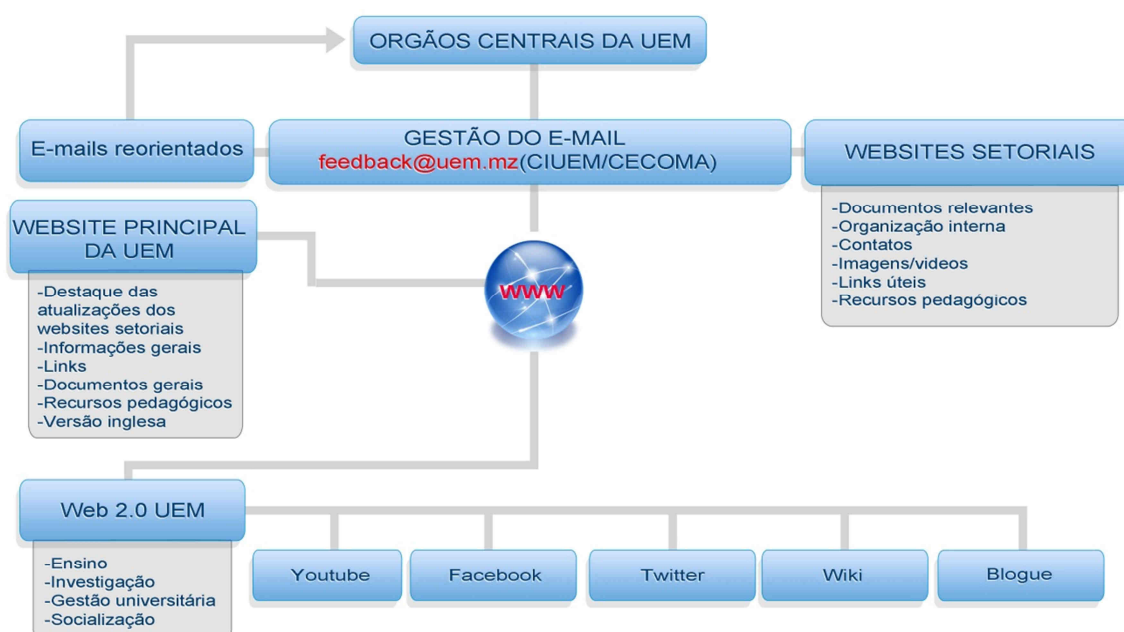 ORGÃOS CENTRAIS DA UEM
E-mails reorientados
GESTÃO DO E-MAIL
feedback@uem.mz(CIUEM/CECOMA)
WEBSITES SETORIAIS
-Documentos relevantes
-Organização interna
-Contatos
-Imagens/videos
-Links úteis
-Recursos pedagógicos
WEBSITE PRINCIPAL
DA UEM
-Destaque das
atualizações dos
websites setoriais
-Informações gerais
-Links
-Documentos gerais
-Recursos pedagógicos
-Versão inglesa
www
Web 2.0 UEM
-Ensino
-Investigação
-Gestão universitária
-Socialização
Youtube
Facebook
Twitter
Wiki
Blogue